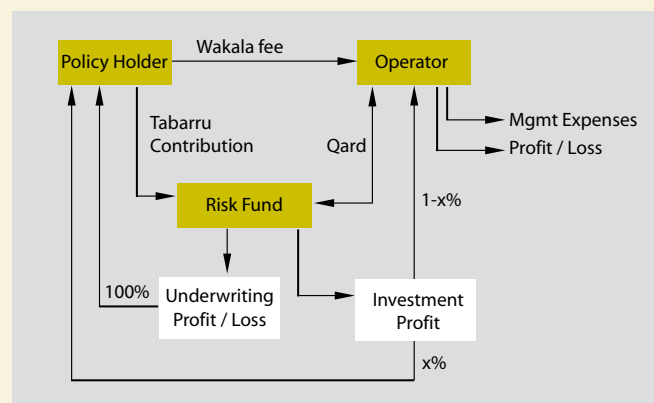 Wakala fee
Policy Holder
Operator
Mgmt Expenses
Tabarru
Contribution
Qard
Profit / Loss
1-x%
Risk Fund
100%
Underwriting
Profit / Loss
Investment
Profit
x%